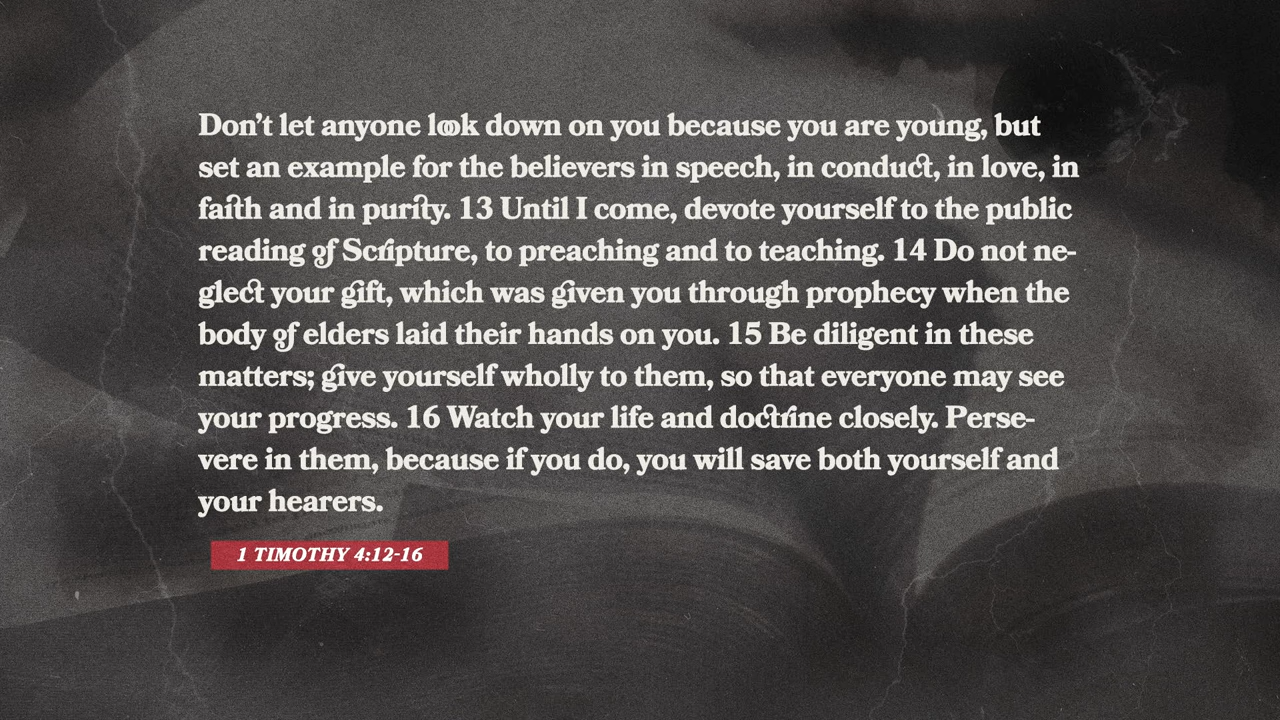 Don't let anyone look down on you because you are young, but
set an example for the believers in speech, in conduct, in love, in
faith and in purity. 13 Until I come, devote yourself to the public
reading of Scripture, to preaching and to teaching. 14 Do not ne-
glect your gift, which was given you through prophecy when the
body of elders laid their hands on you. 15 Be diligent in these
matters; give yourself wholly to them, so that everyone may see
your progress. 16 Watch your life and doctrine closely. Perse-
vere in them, because if you do, you will save both yourself and
your hearers.
1 TIMOTHY 4:12-16